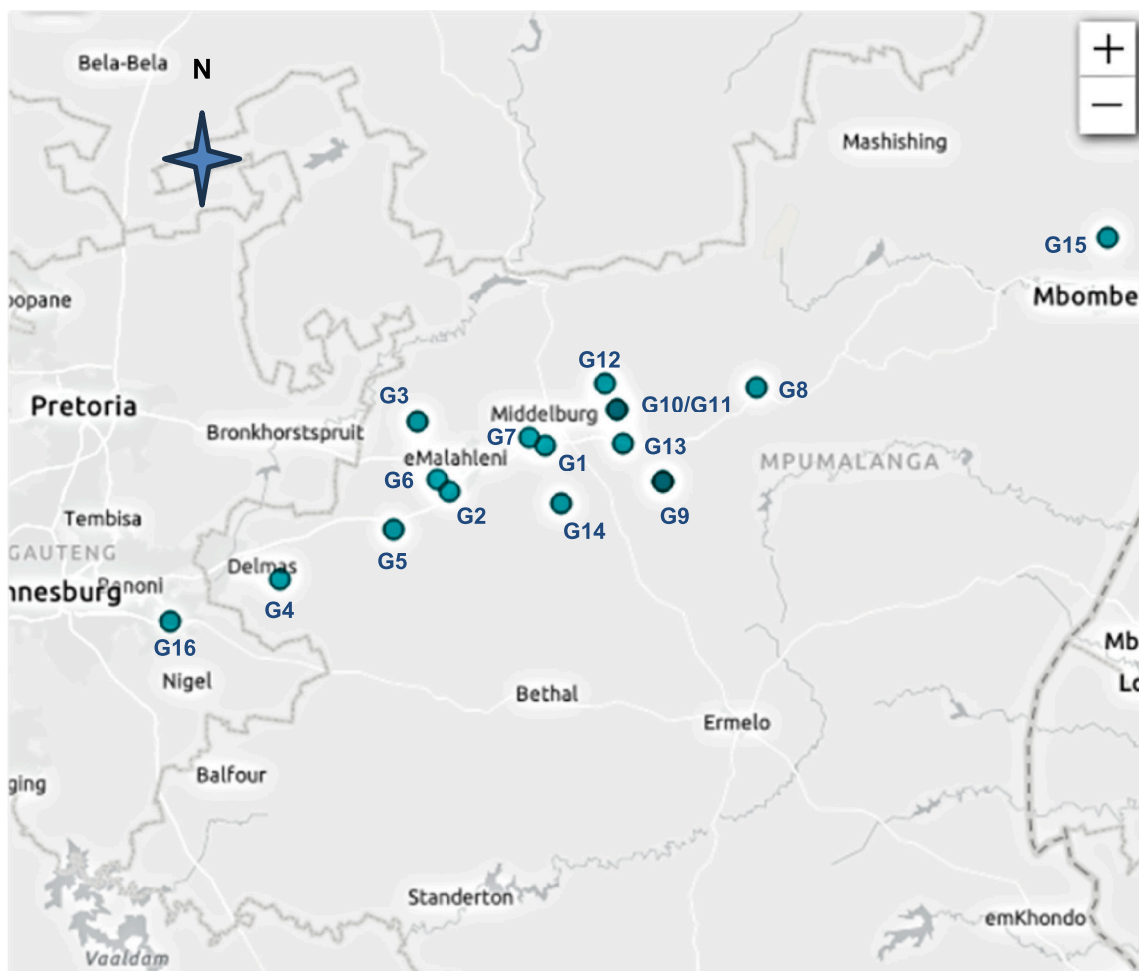 Bela-Bela
N
+
−
Mashishing
G15
Mbombe
opane
G12
G8
G3
G10/G11
Pretoria
Middelburg
Bronkhorstspruit
G7
G13
eMalahleni
G1
MPUMALANGA
G6
G2
G9
Tembisa
G14
GAUTENG
G5
Delmas
nnesburg
Benoni
G4
G16
Mb
Nigel
Lo
Bethal
Ermelo
Balfour
ging
Standerton
emKhondo
Vaaldam